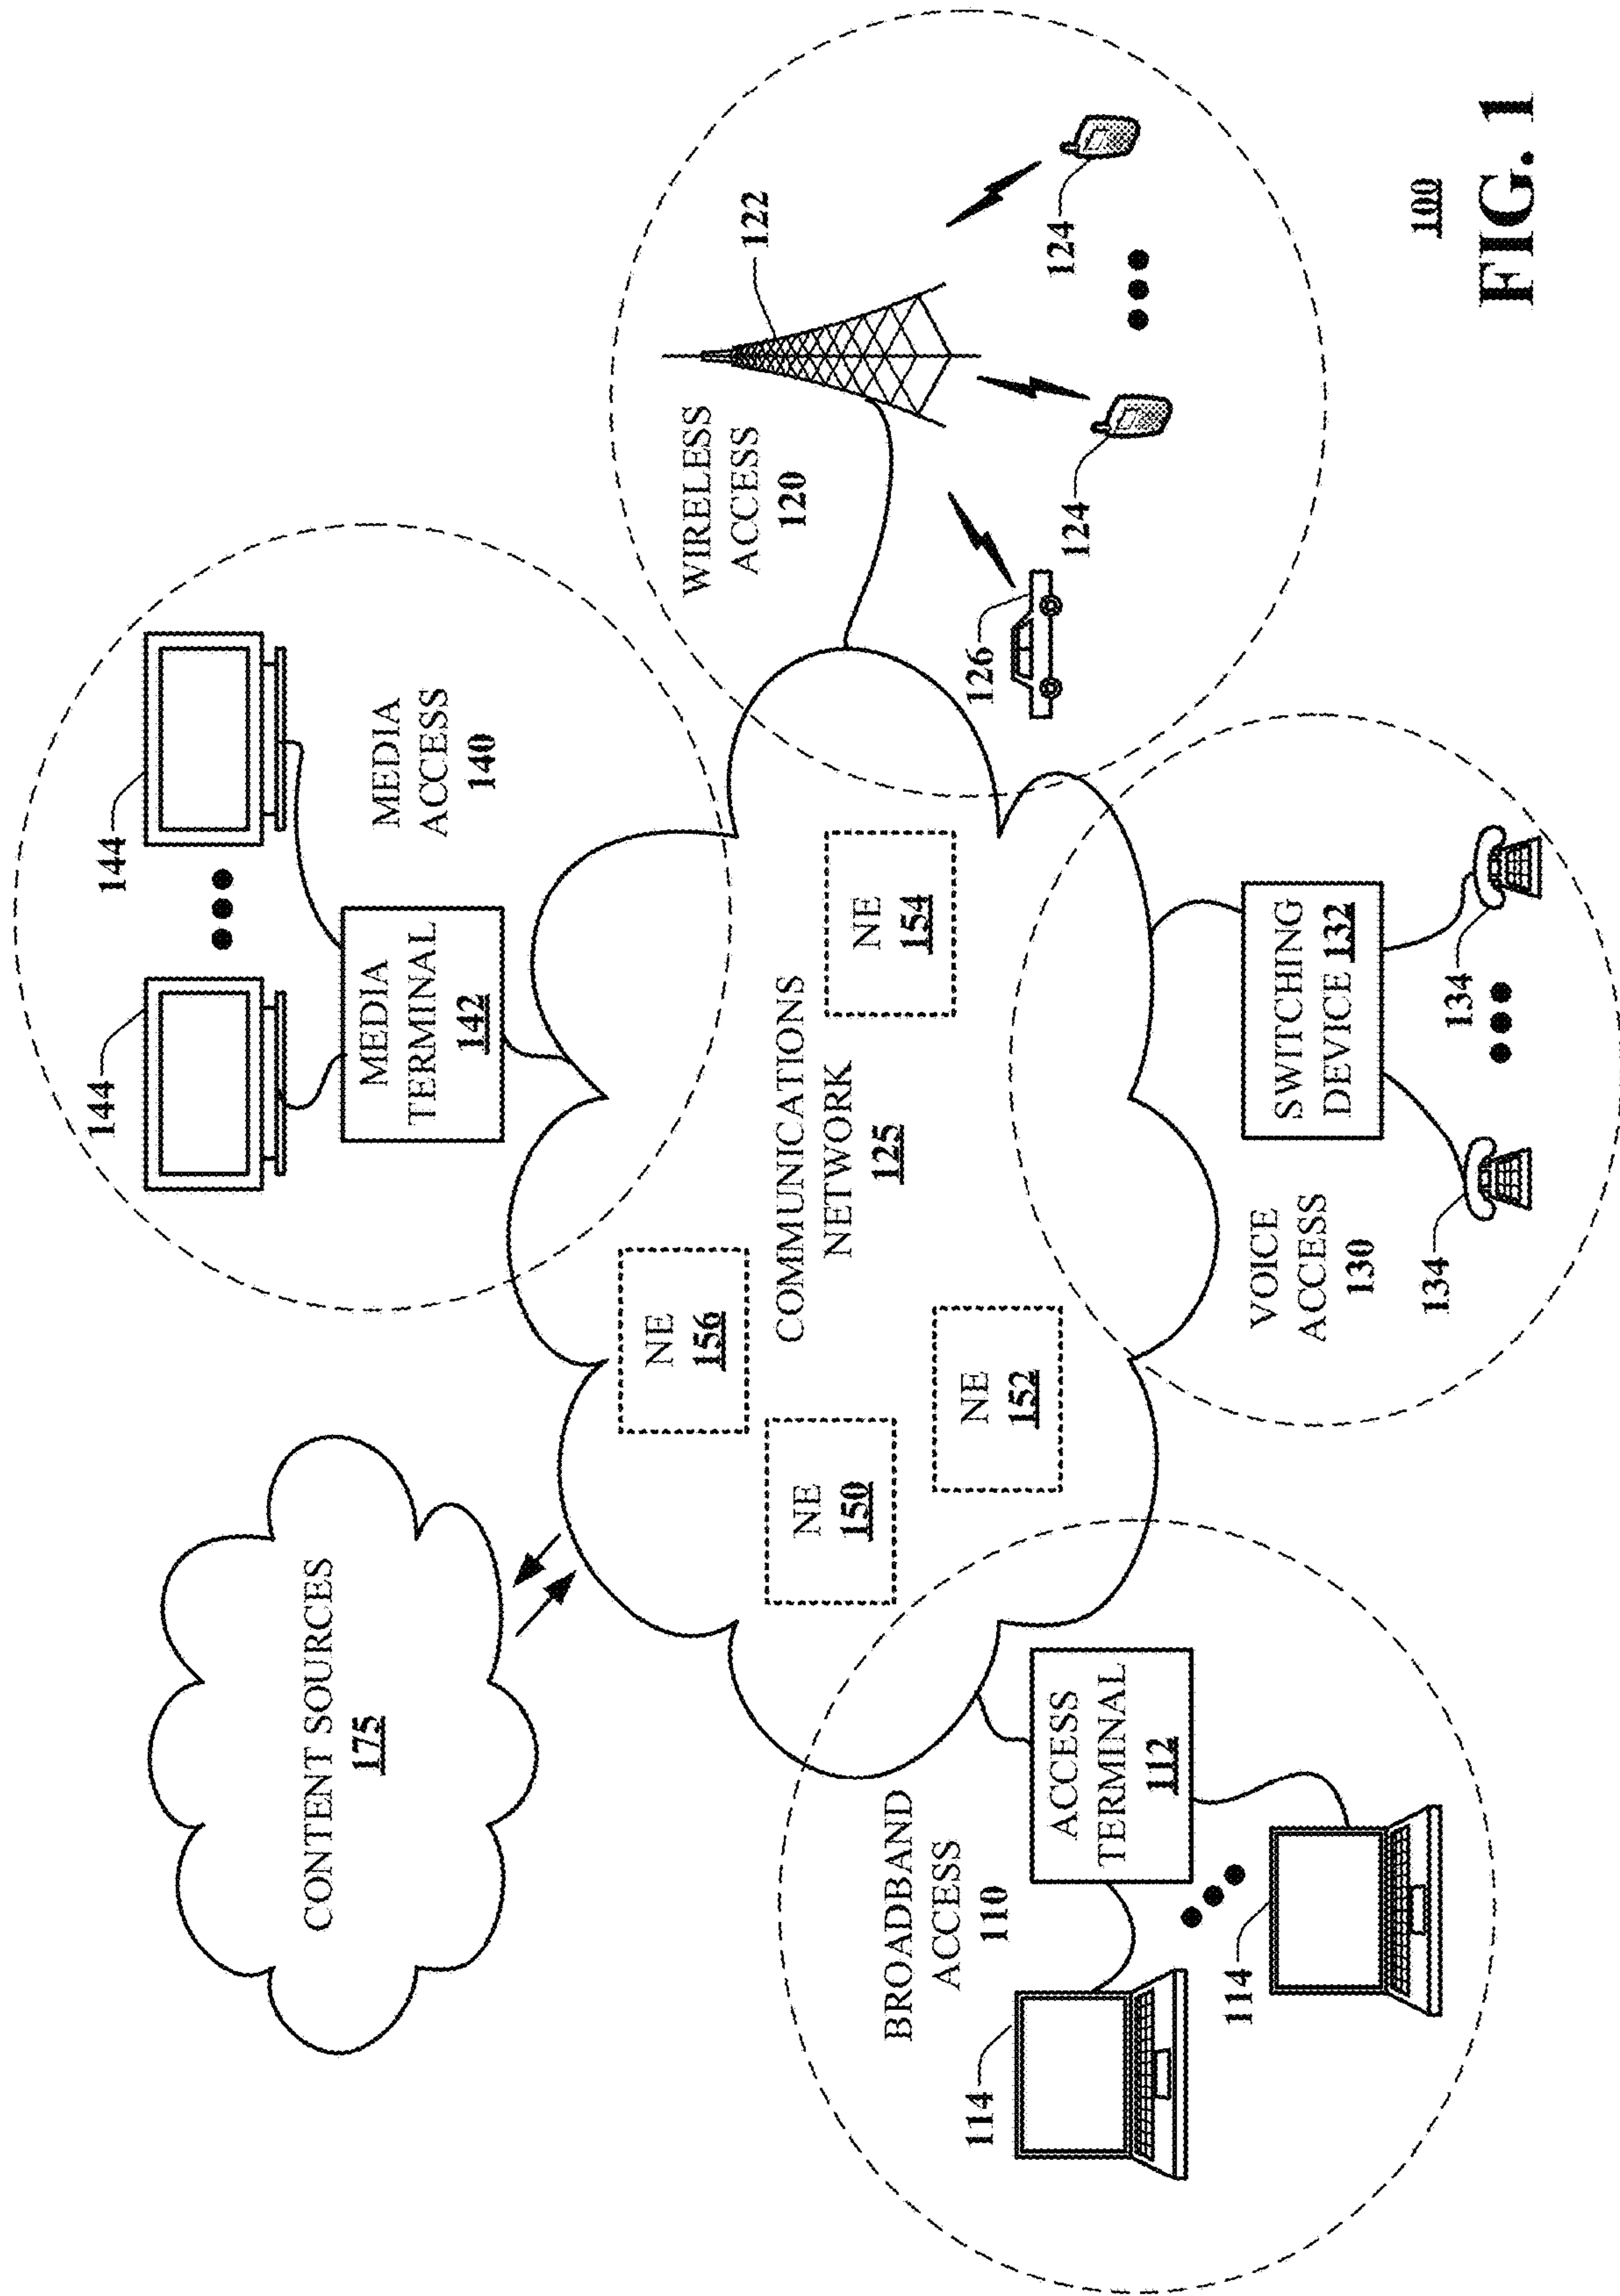 CONTENT SOURCES
175
144
144
MEDIA
TERMINAL
142
MEDIA
ACCESS
140
NE
156
NE
150
NE
152
NE
154
COMMUNICATIONS
NETWORK
125
BROADBAND
ACCESS
110
ACCESS
TERMINAL
112
114
114
VOICE
ACCESS
130
SWITCHING
DEVICE 132
134
134
WIRELESS
ACCESS
120
122
126
124
124
100
FIG. 1